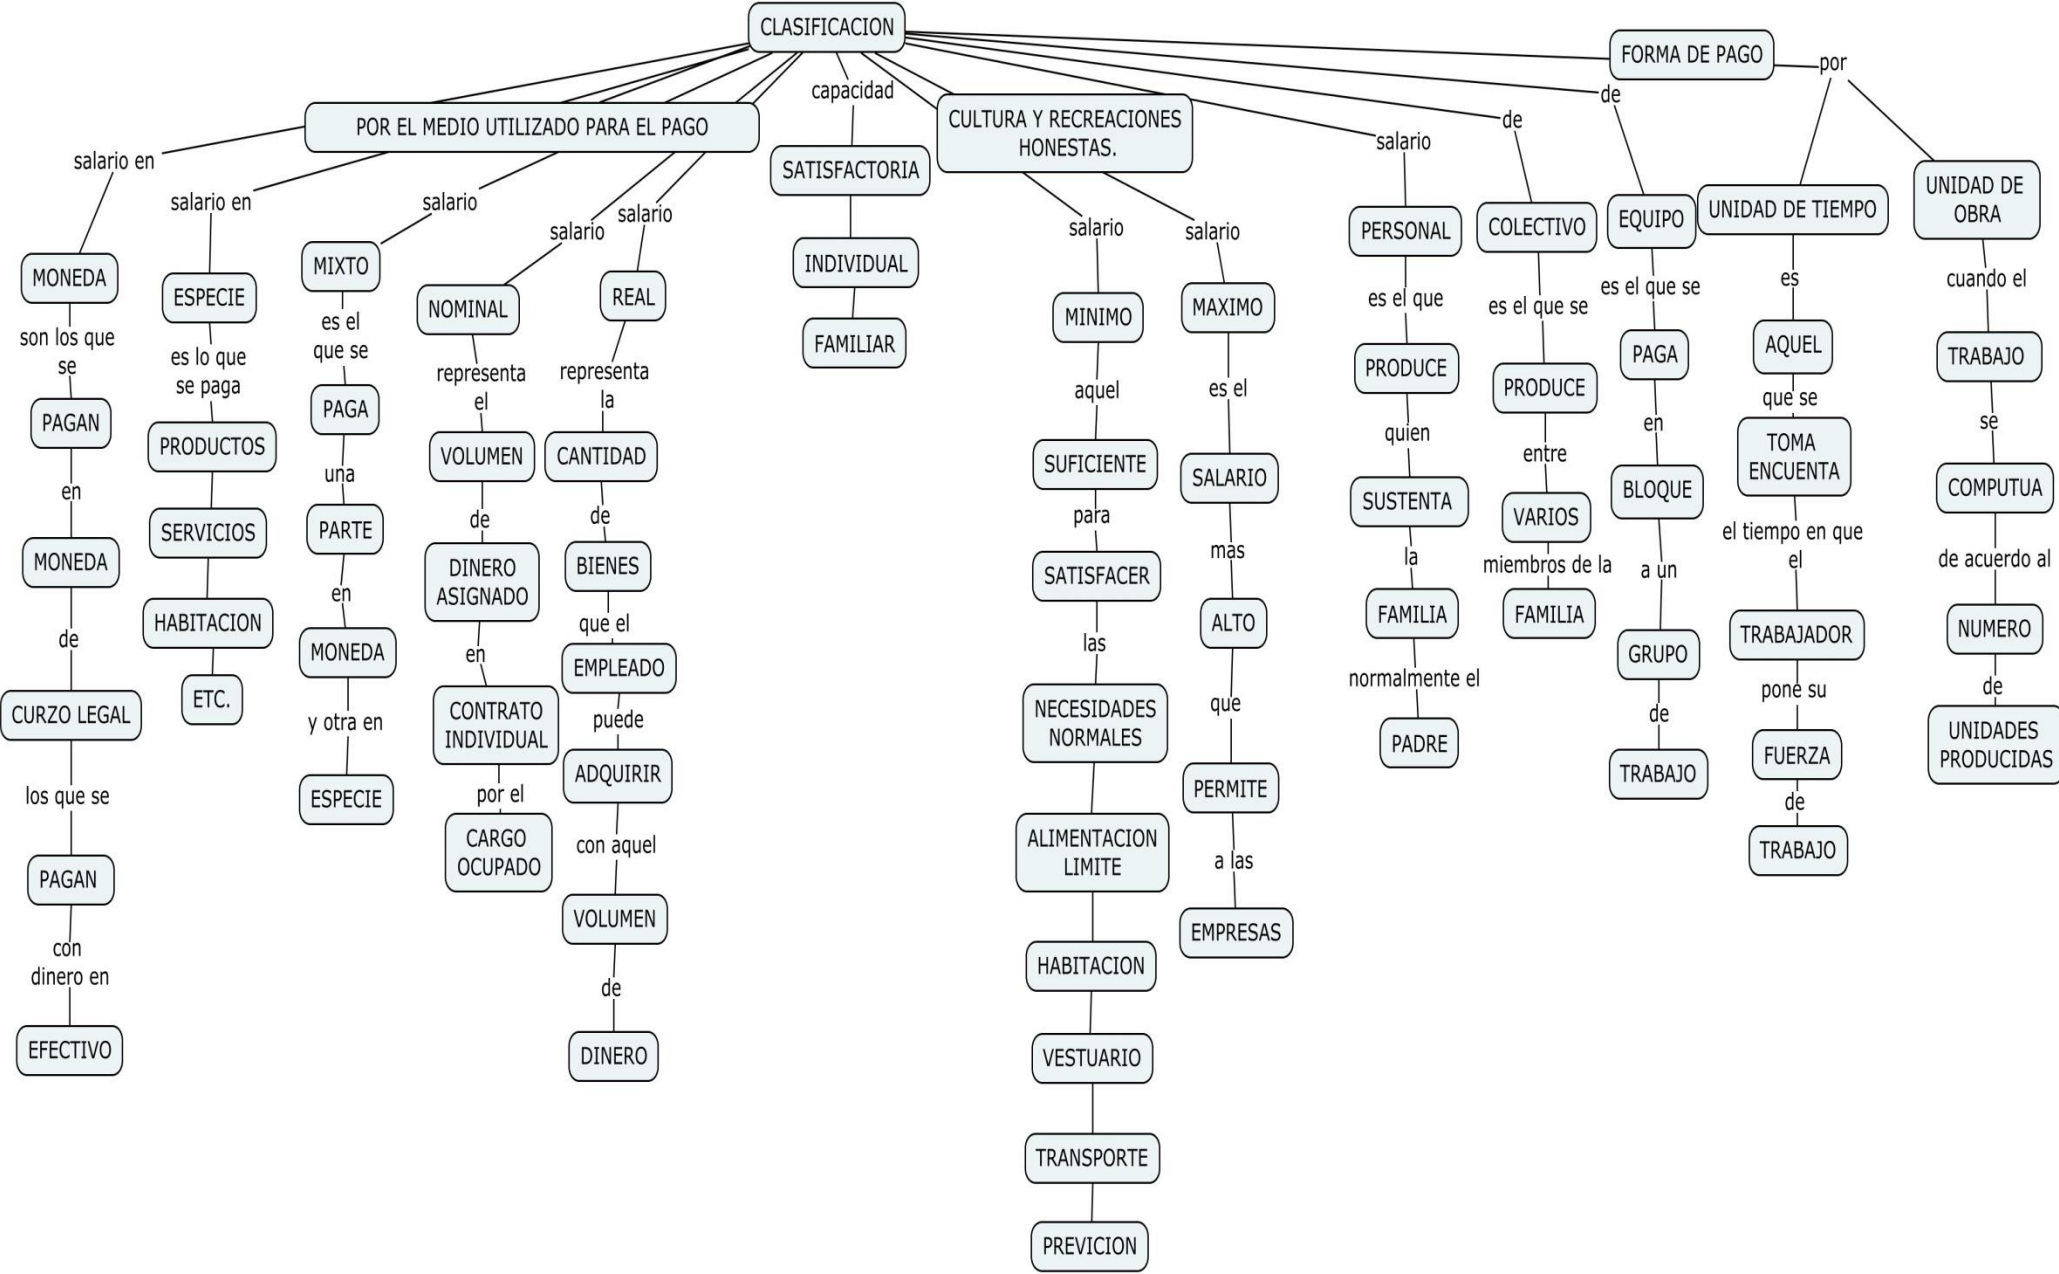 CLASIFICACION
FORMA DE PAGO
por
POR EL MEDIO UTILIZADO PARA EL PAGO
capacidad
CULTURA Y RECREACIONES
HONESTAS.
salario
de
de
salario en
MONEDA
son los que
se
PAGAN
en
MONEDA
de
CURZO LEGAL
los que se
PAGAN
con
dinero en
EFECTIVO
salario en
ESPECIE
es lo que
se paga
PRODUCTOS
SERVICIOS
HABITACION
ETC.
salario
MIXTO
es el
que se
PAGA
una
PARTE
en
MONEDA
y otra en
ESPECIE
salario
NOMINAL
representa
el
VOLUMEN
de
DINERO
ASIGNADO
en
CONTRATO
INDIVIDUAL
por el
CARGO
OCUPADO
salario
REAL
representa
la
CANTIDAD
de
BIENES
que el
EMPLEADO
puede
ADQUIRIR
con aquel
VOLUMEN
de
DINERO
SATISFACTORIA
INDIVIDUAL
FAMILIAR
salario
MINIMO
aquel
SUFICIENTE
para
SATISFACER
las
NECESIDADES
NORMALES
ALIMENTACION
LIMITE
HABITACION
VESTUARIO
TRANSPORTE
PREVICION
salario
MAXIMO
es el
SALARIO
mas
ALTO
que
PERMITE
a las
EMPRESAS
PERSONAL
es el que
PRODUCE
quien
SUSTENTA
la
FAMILIA
normalmente el
PADRE
COLECTIVO
es el que se
PRODUCE
entre
VARIOS
miembros de la
FAMILIA
EQUIPO
es el que se
PAGA
en
BLOQUE
a un
GRUPO
de
TRABAJO
UNIDAD DE TIEMPO
es
AQUEL
que se
TOMA
ENCUENTA
el tiempo en que
el
TRABAJADOR
pone su
FUERZA
de
TRABAJO
UNIDAD DE
OBRA
cuando el
TRABAJO
se
COMPUTUA
de acuerdo al
NUMERO
de
UNIDADES
PRODUCIDAS